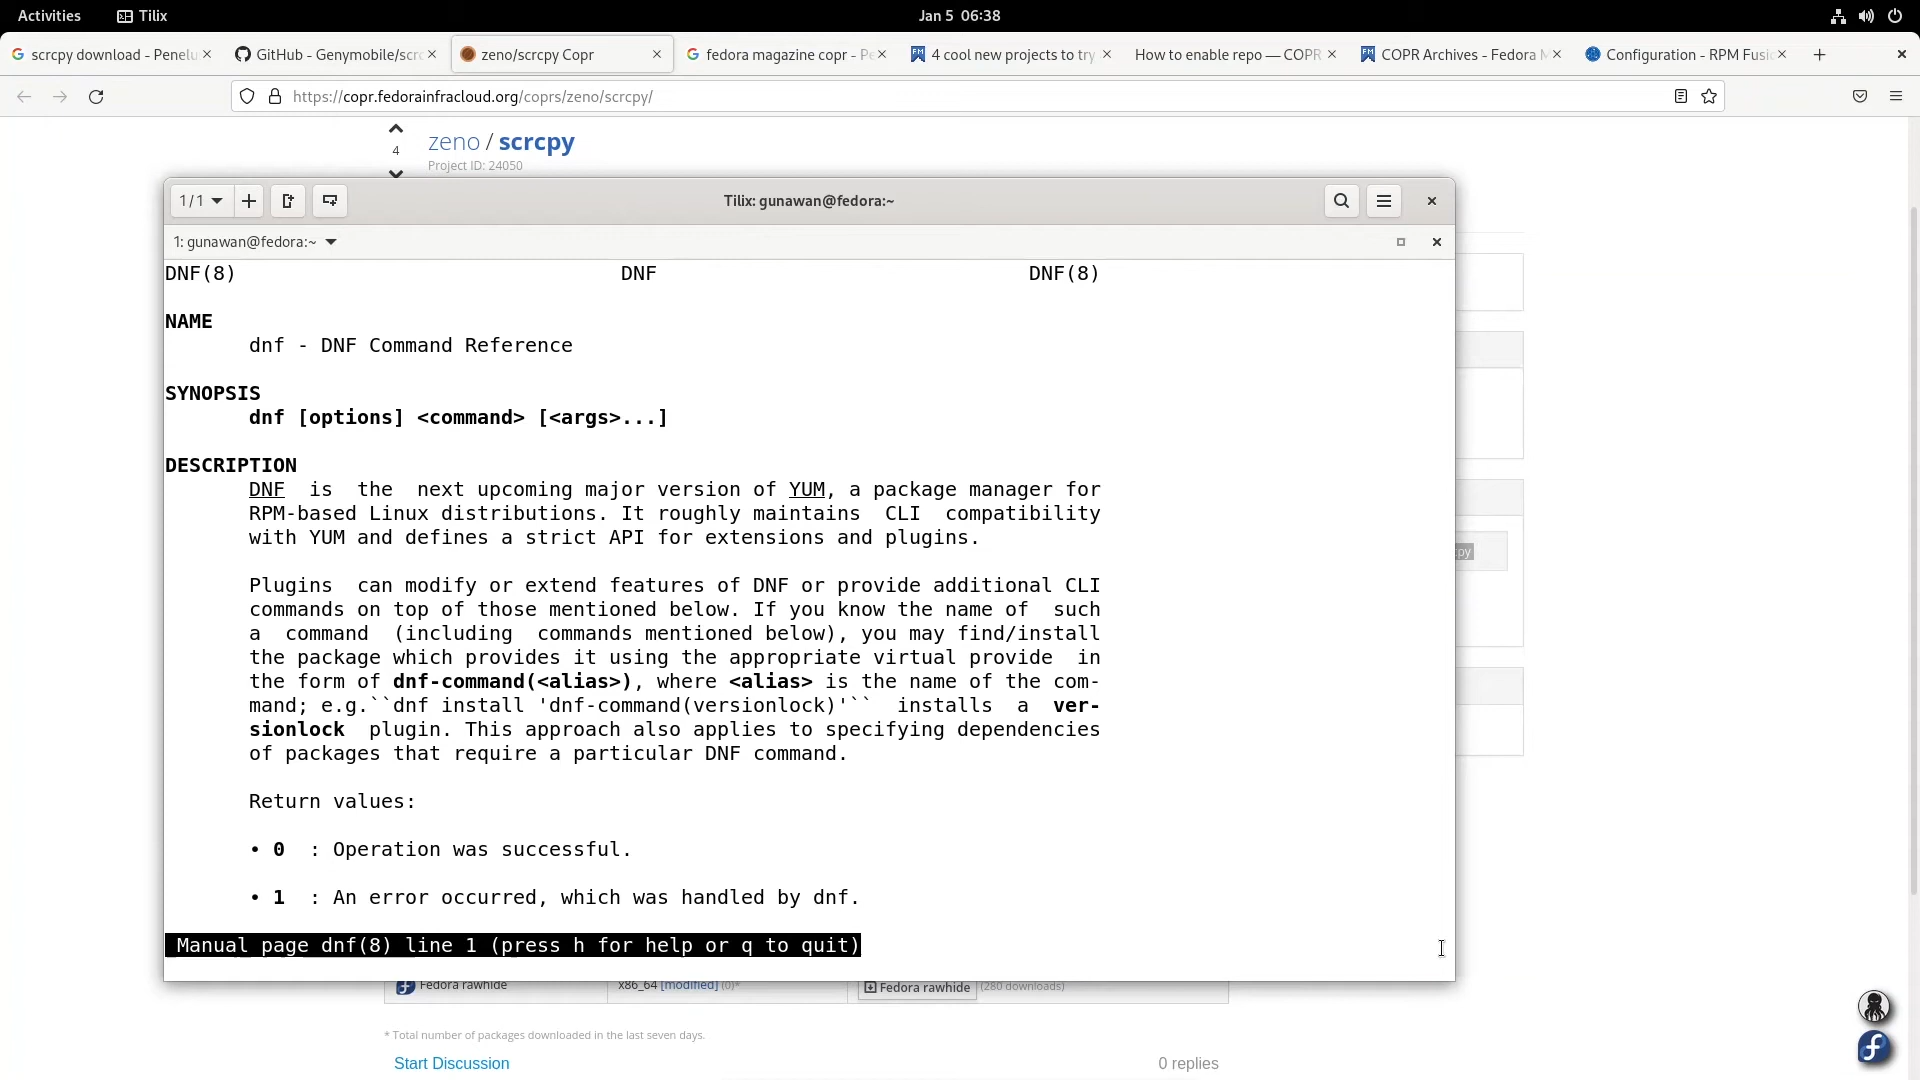 Activities Tilix Jan 5 06:38
scrcpy download - Penelu GitHub - Genymobile/scrc zeno/scrcpy Copr fedora magazine copr - Pe 4 cool new projects to try How to enable repo — COPR COPR Archives - Fedora M Configuration - RPM Fusio
https://copr.fedorainfracloud.org/coprs/zeno/scrcpy/
4
zeno / scrcpy
Project ID: 24050
1/1 Tilix: gunawan@fedora:~
1: gunawan@fedora:~
DNF(8) DNF DNF(8)
NAME
dnf - DNF Command Reference
SYNOPSIS
dnf [options] <command> [<args>...]
DESCRIPTION
DNF is the next upcoming major version of YUM, a package manager for
RPM-based Linux distributions. It roughly maintains CLI compatibility
with YUM and defines a strict API for extensions and plugins.
Plugins can modify or extend features of DNF or provide additional CLI
commands on top of those mentioned below. If you know the name of such
a command (including commands mentioned below), you may find/install
the package which provides it using the appropriate virtual provide in
the form of dnf-command(<alias>), where <alias> is the name of the com-
mand; e.g.``dnf install 'dnf-command(versionlock)'`` installs a ver-
sionlock plugin. This approach also applies to specifying dependencies
of packages that require a particular DNF command.
Return values:
• 0 : Operation was successful.
• 1 : An error occurred, which was handled by dnf.
Manual page dnf(8) line 1 (press h for help or q to quit)
Fedora rawhide x86_64 [modified] (0)* Fedora rawhide (280 downloads)
* Total number of packages downloaded in the last seven days.
Start Discussion 0 replies